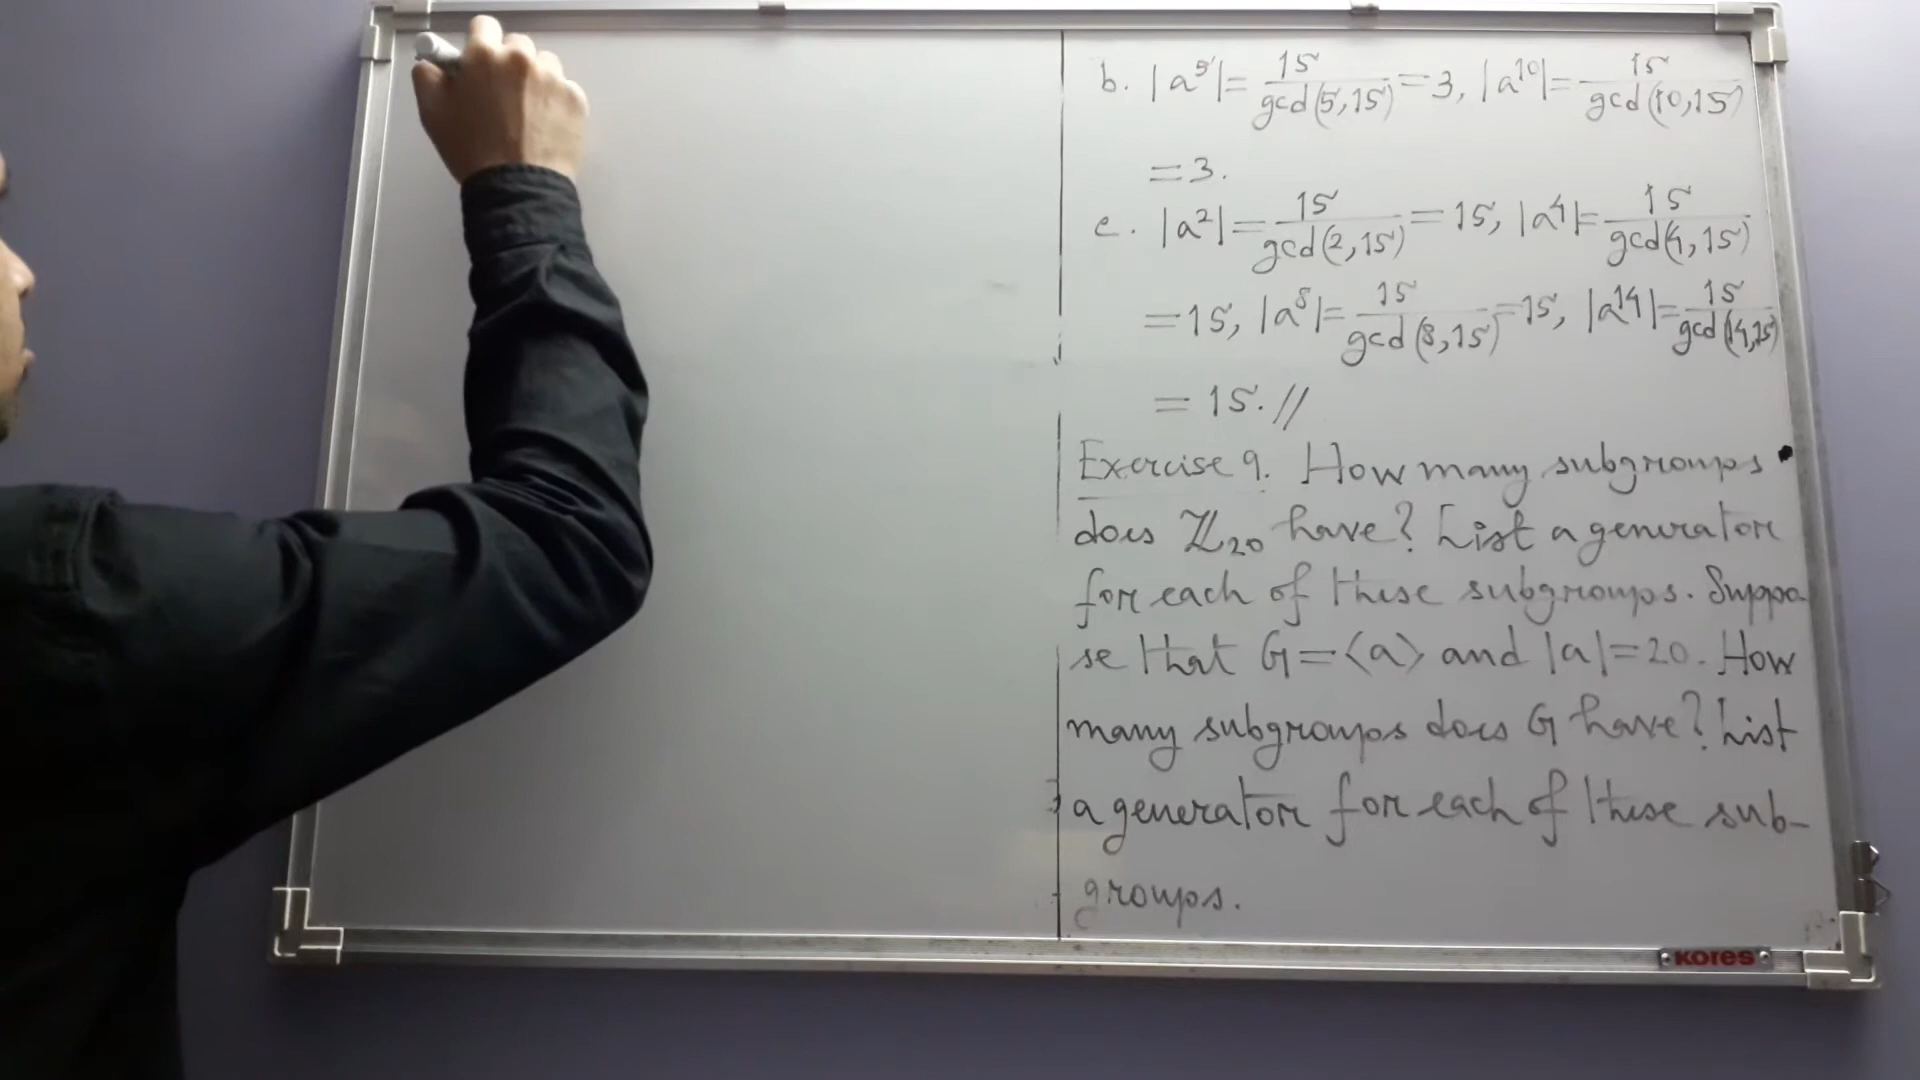 b. |a⁵|= 15/gcd(5,15) =3, |a¹⁰|= 15/gcd(10,15)
=3.
c. |a²|= 15/gcd(2,15) = 15, |a⁴|= 15/gcd(4,15)
=15, |a⁸|= 15/gcd(8,15) =15, |a¹⁴|= 15/gcd(14,15)
= 15.//
Exercise 9. How many subgroups
does ℤ₂₀ have? List a generator
for each of these subgroups. Suppo
se that G=⟨a⟩ and |a|=20. How
many subgroups does G have? List
a generator for each of these sub-
groups.
KORES